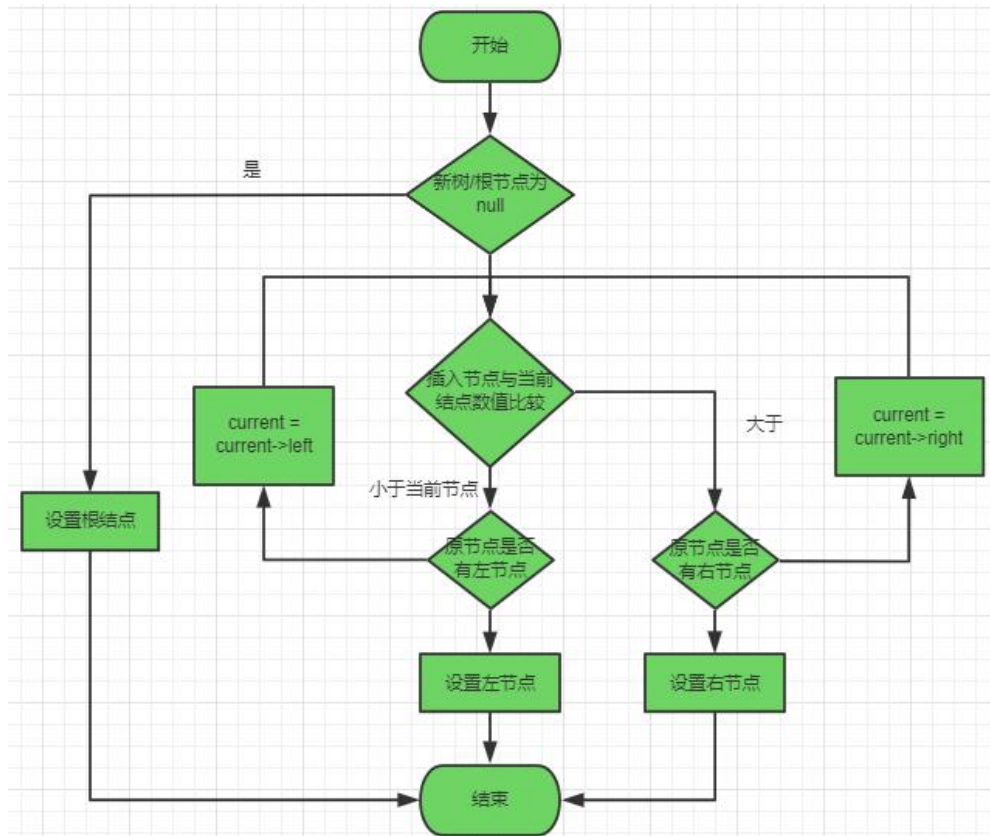 开始
是
新树/根节点为
null
插入节点与当前
结点数值比较
current =
current->left
current =
current->right
大于
小于当前节点
设置根结点
原节点是否
有左节点
原节点是否
有右节点
设置左节点
设置右节点
结束